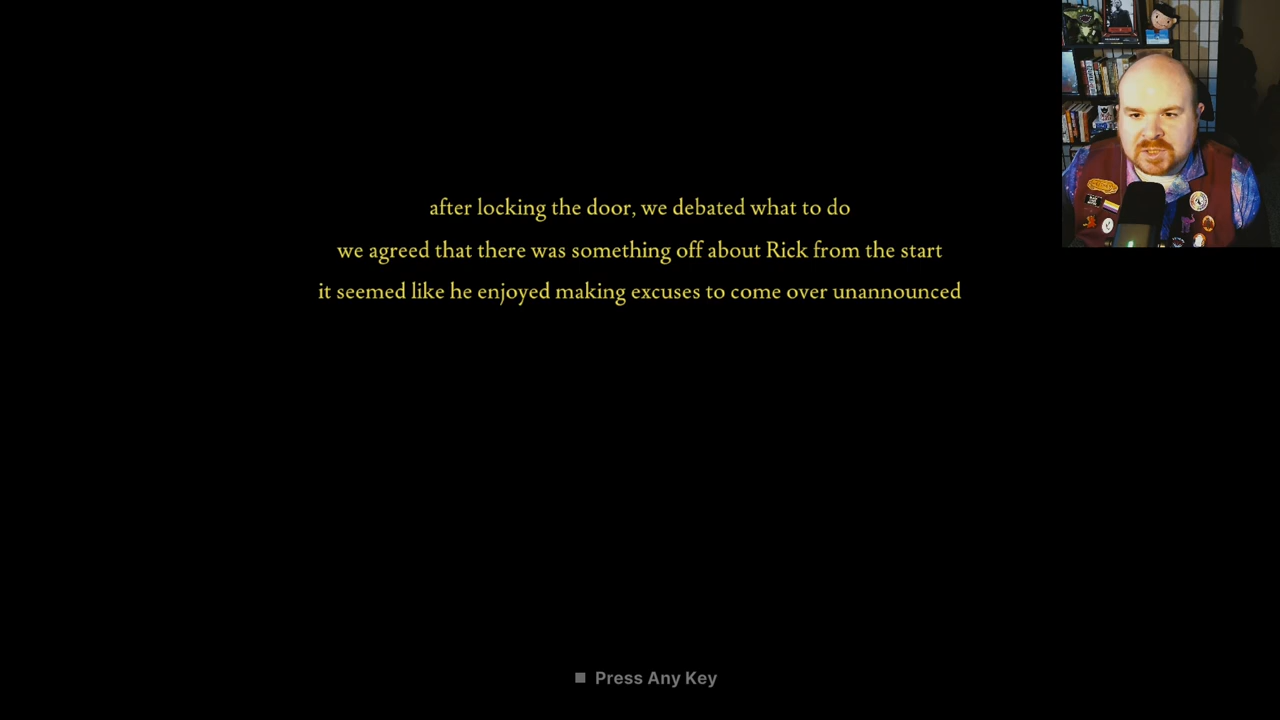 after locking the door, we debated what to do
we agreed that there was something off about Rick from the start
it seemed like he enjoyed making excuses to come over unannounced
Press Any Key